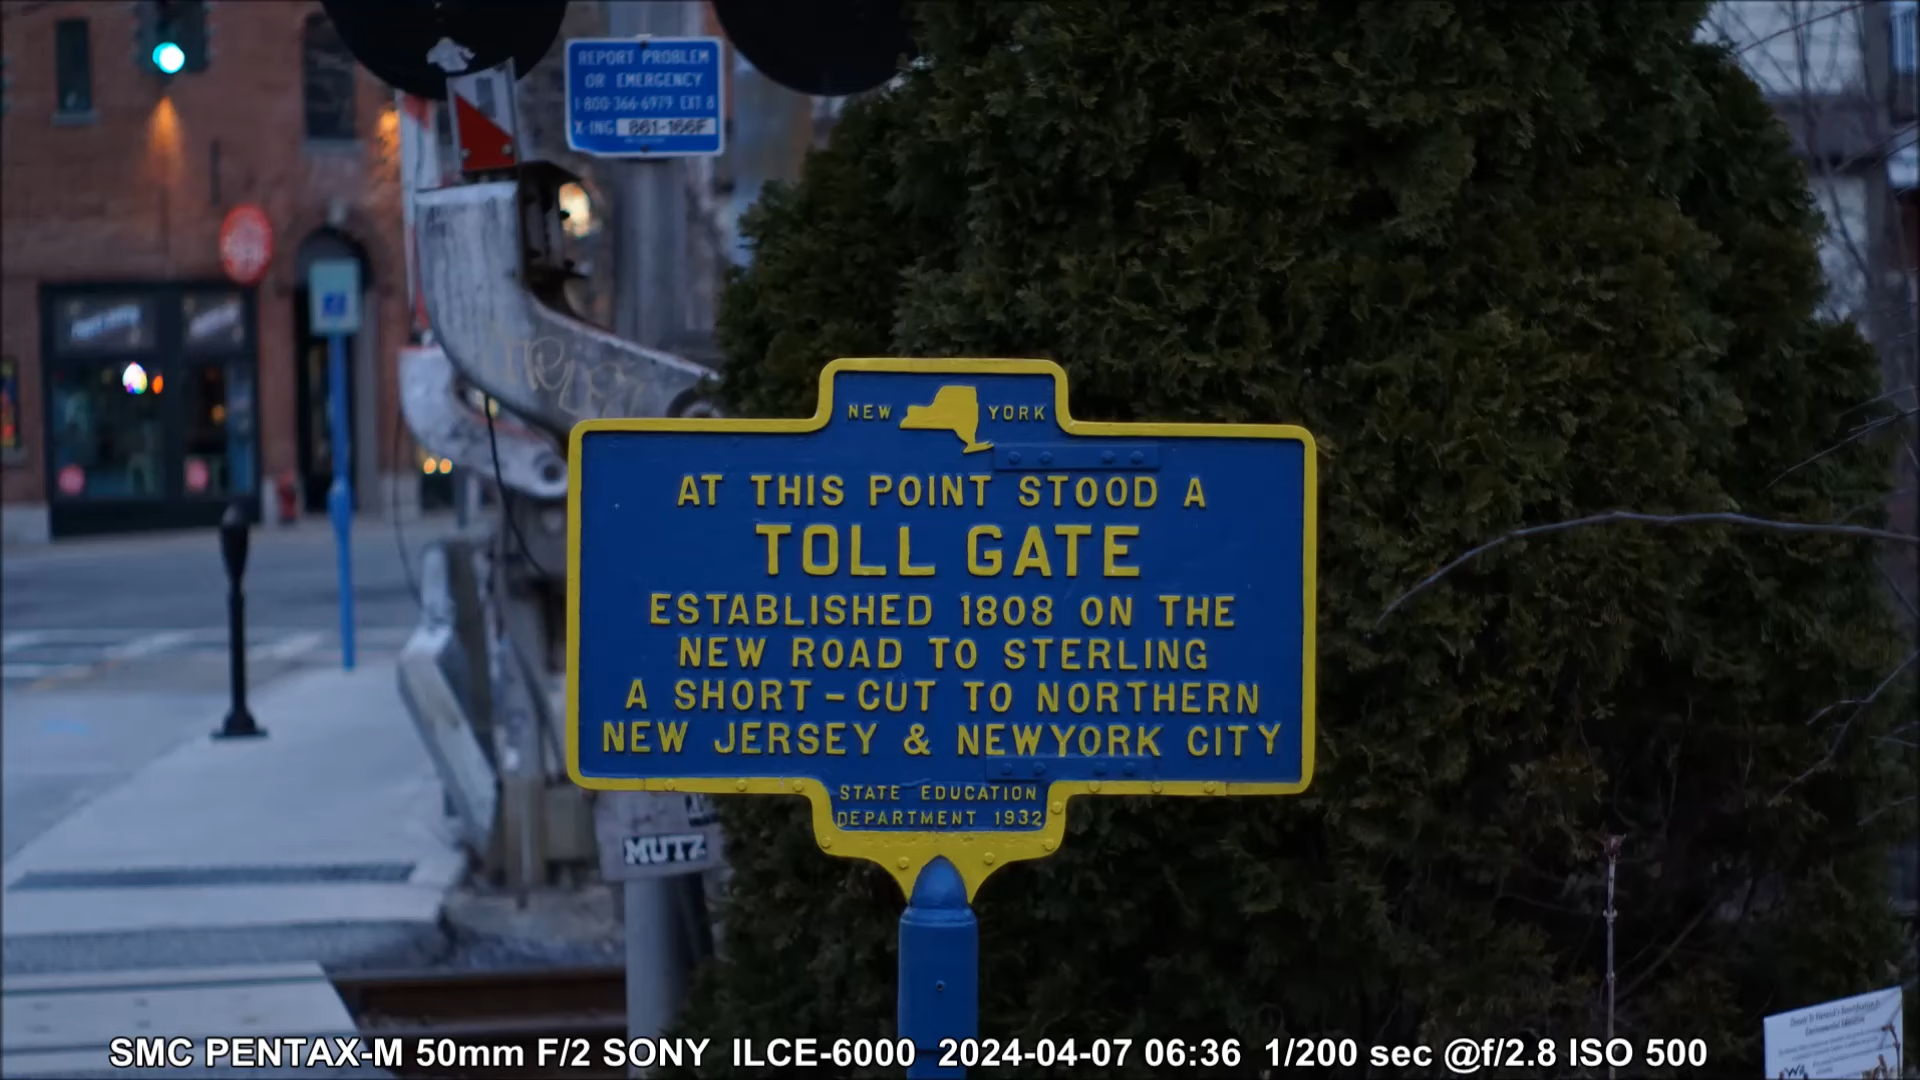 REPORT PROBLEM
OR EMERGENCY
1-800-366-6979 EXT. 8
X-ING 861-166F
NEW YORK
AT THIS POINT STOOD A
TOLL GATE
ESTABLISHED 1808 ON THE
NEW ROAD TO STERLING
A SHORT-CUT TO NORTHERN
NEW JERSEY & NEW YORK CITY
STATE EDUCATION
DEPARTMENT 1932
MUTZ
SMC PENTAX-M 50mm F/2 SONY ILCE-6000 2024-04-07 06:36 1/200 sec @f/2.8 ISO 500